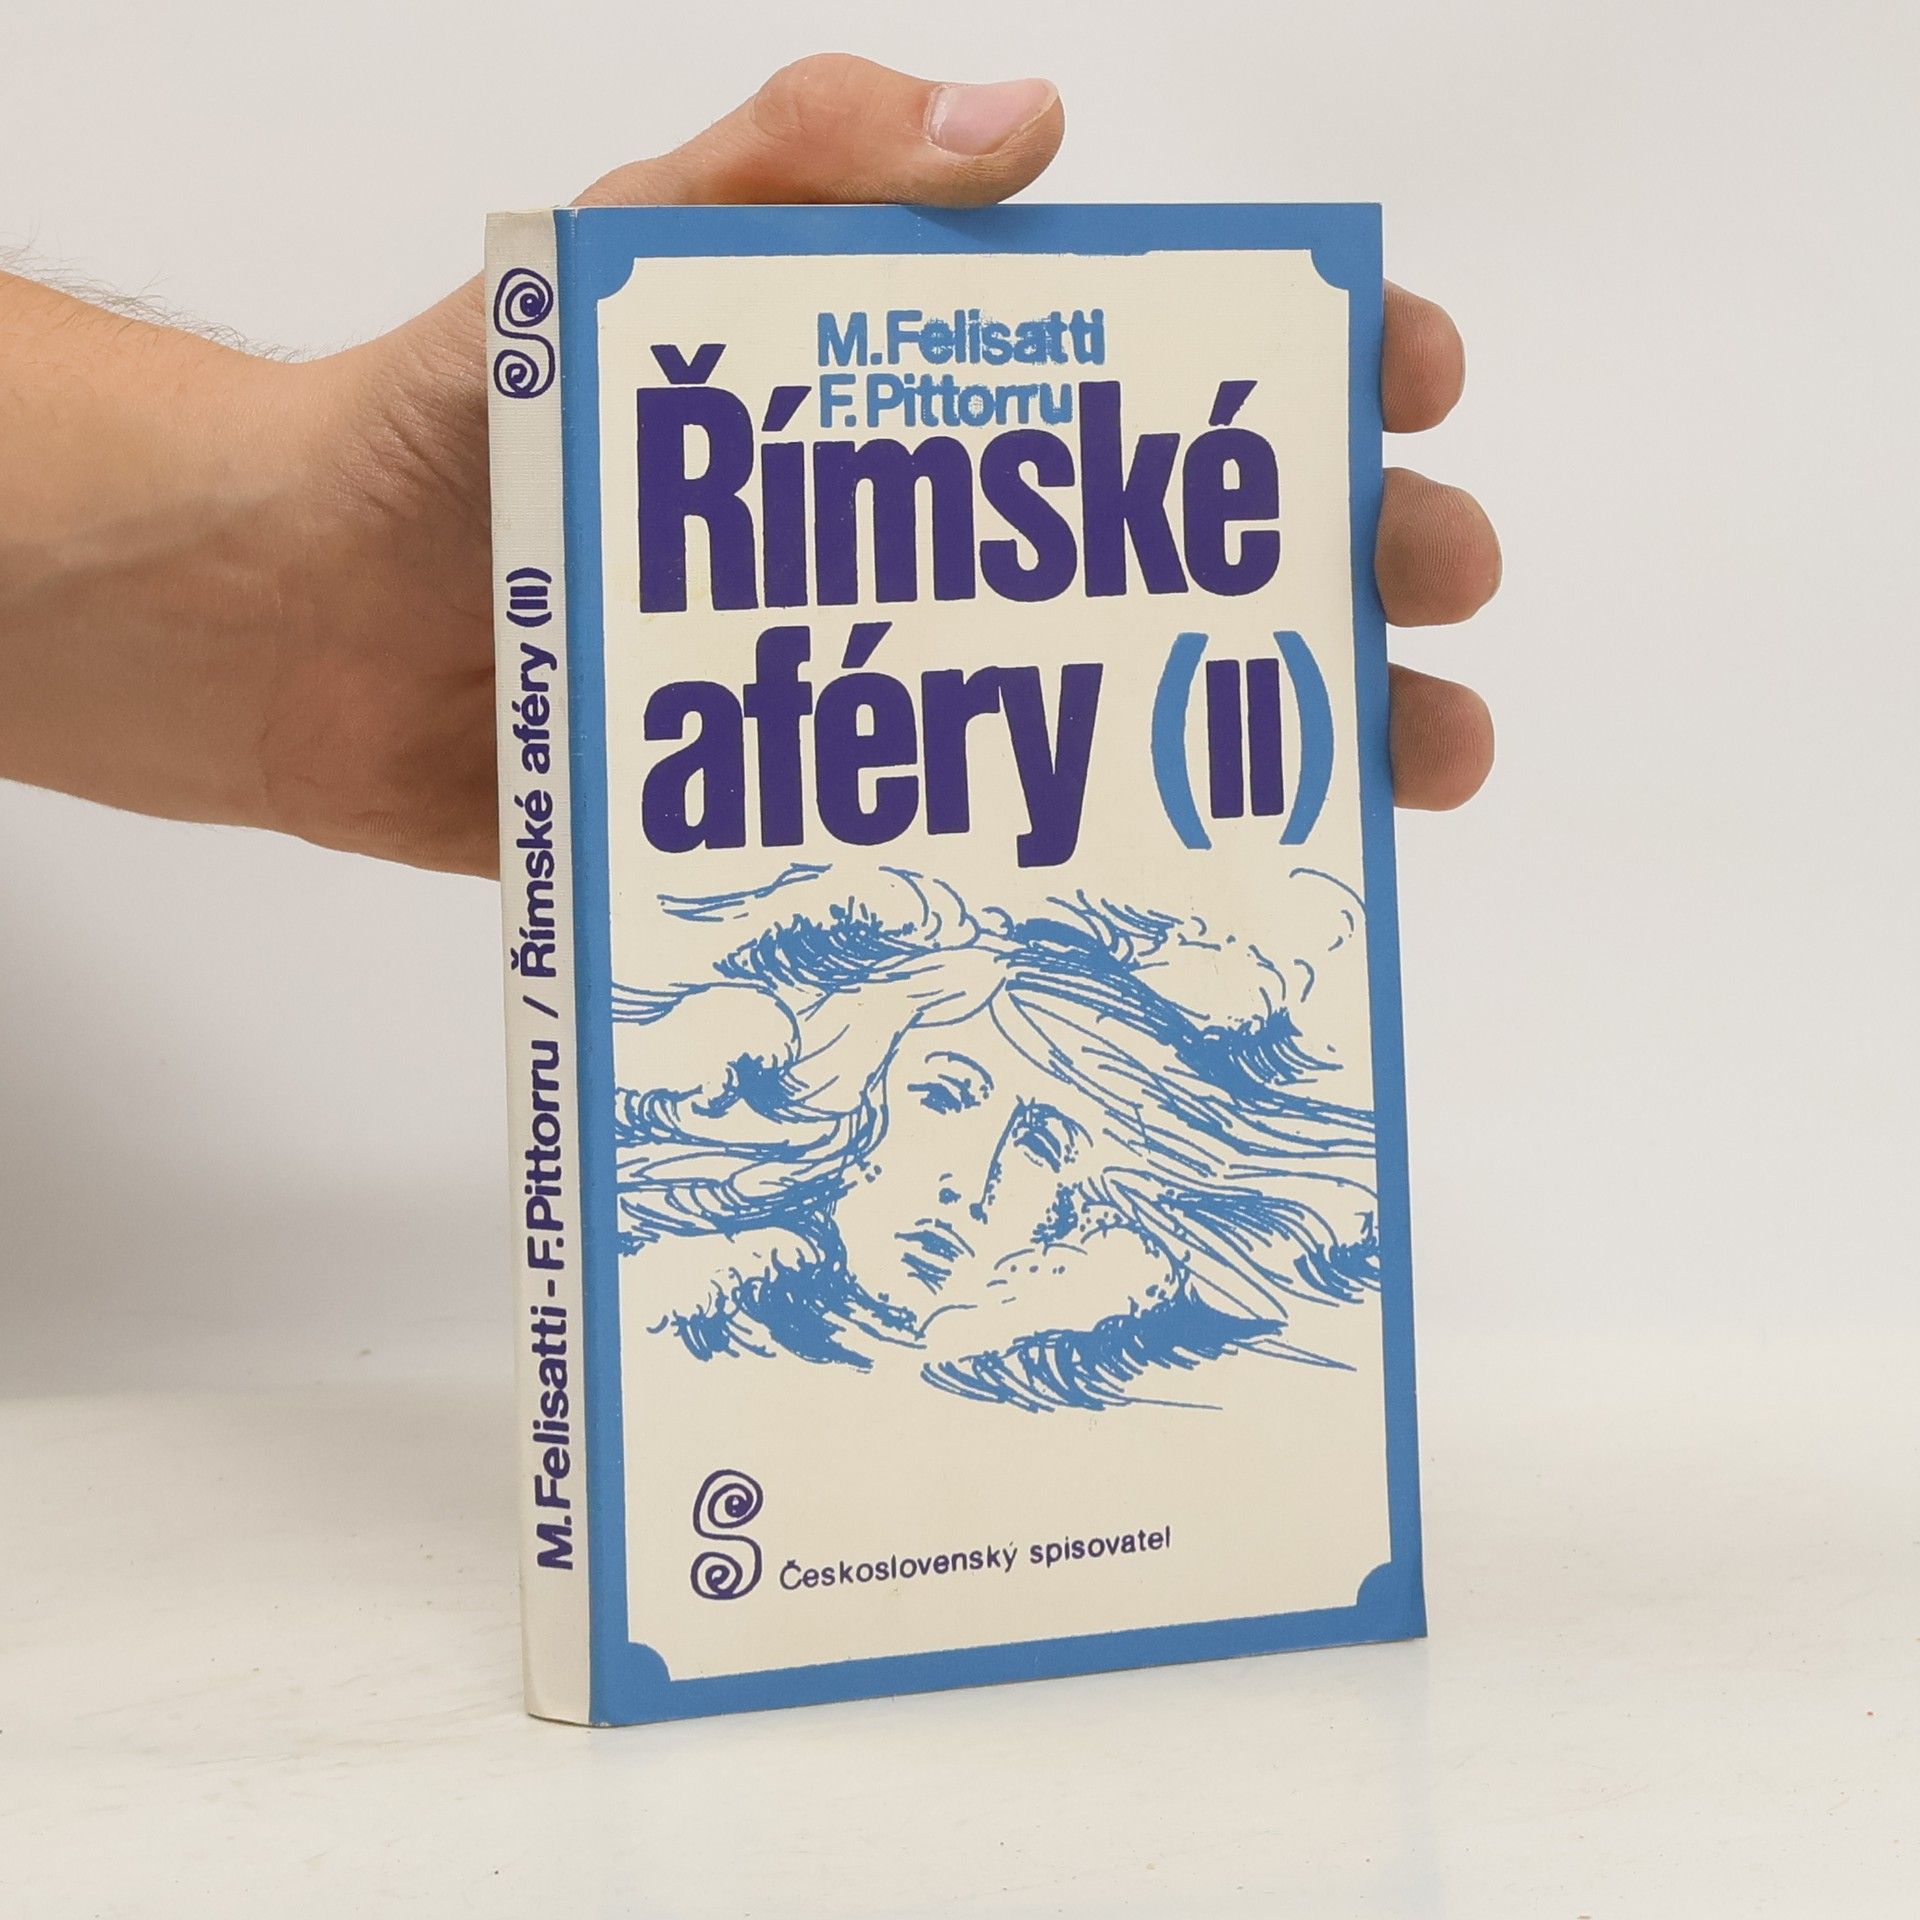 M.Felisatti
F.Pittorru
Římské
aféry (II)
Československý spisovatel
M.Felisatti-F.Pittorru / Římské aféry (II)